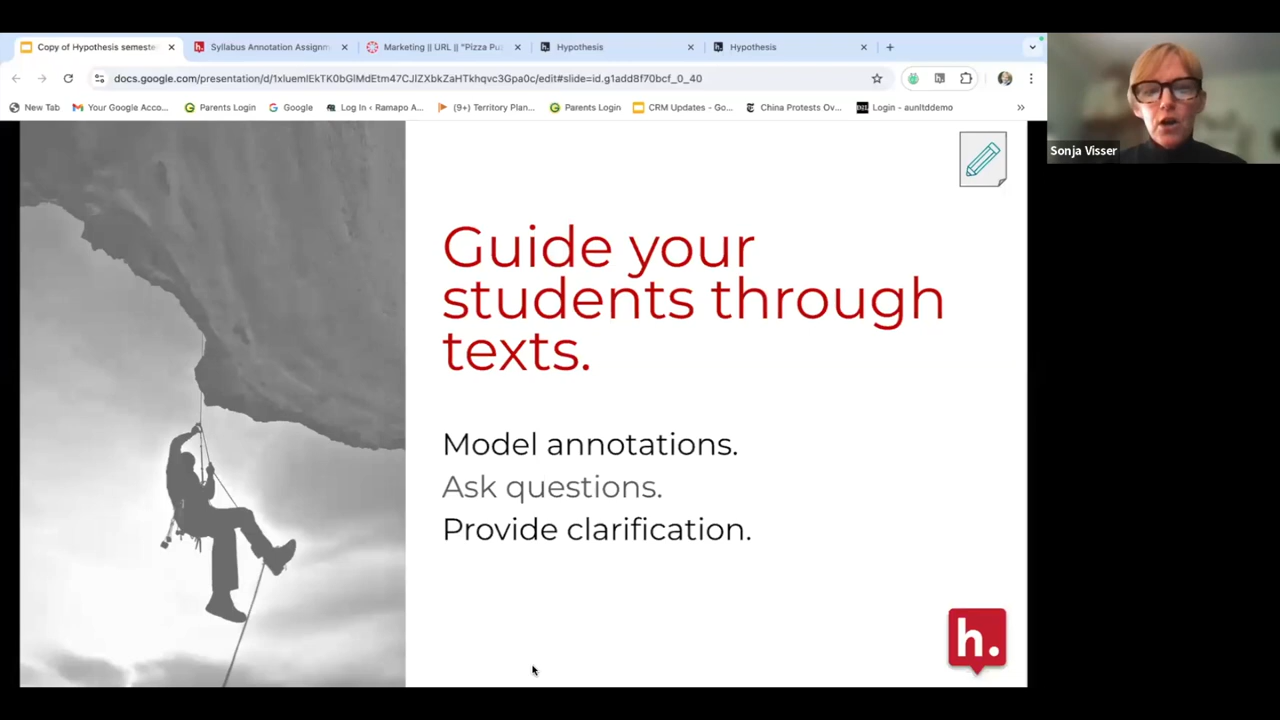 Copy of Hypothesis semeste
Syllabus Annotation Assignm
Marketing || URL || "Pizza Pu
Hypothesis
Hypothesis
docs.google.com/presentation/d/1xluemlEkTK0bGlMdEtm47CJlZXbkZaHTkhqvc3Gpa0c/edit#slide=id.g1add8f70bcf_0_40
New Tab
Your Google Acco...
Parents Login
Google
Log In ‹ Ramapo A...
(9+) Territory Plan...
Parents Login
CRM Updates - Go...
China Protests Ov...
Login - aunltddemo
Sonja Visser
Guide your
students through
texts.
Model annotations.
Ask questions.
Provide clarification.
h.